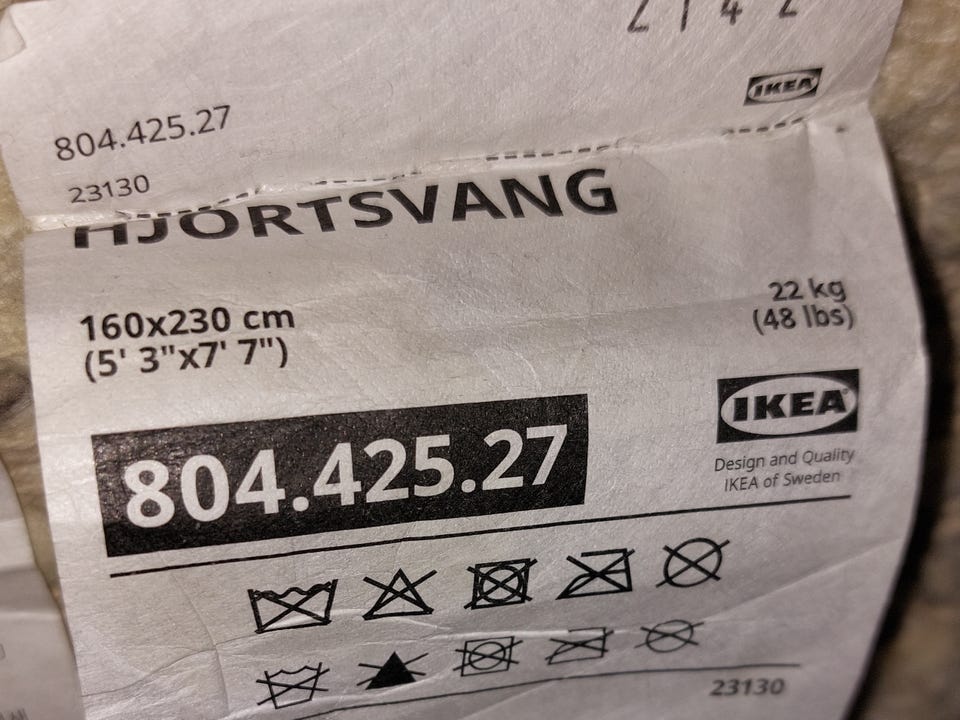 IKEA
804.425.27
23130
HJORTSVANG
160x230 cm
(5' 3"x7' 7")
22 kg
(48 lbs)
804.425.27
IKEA
Design and Quality
IKEA of Sweden
23130